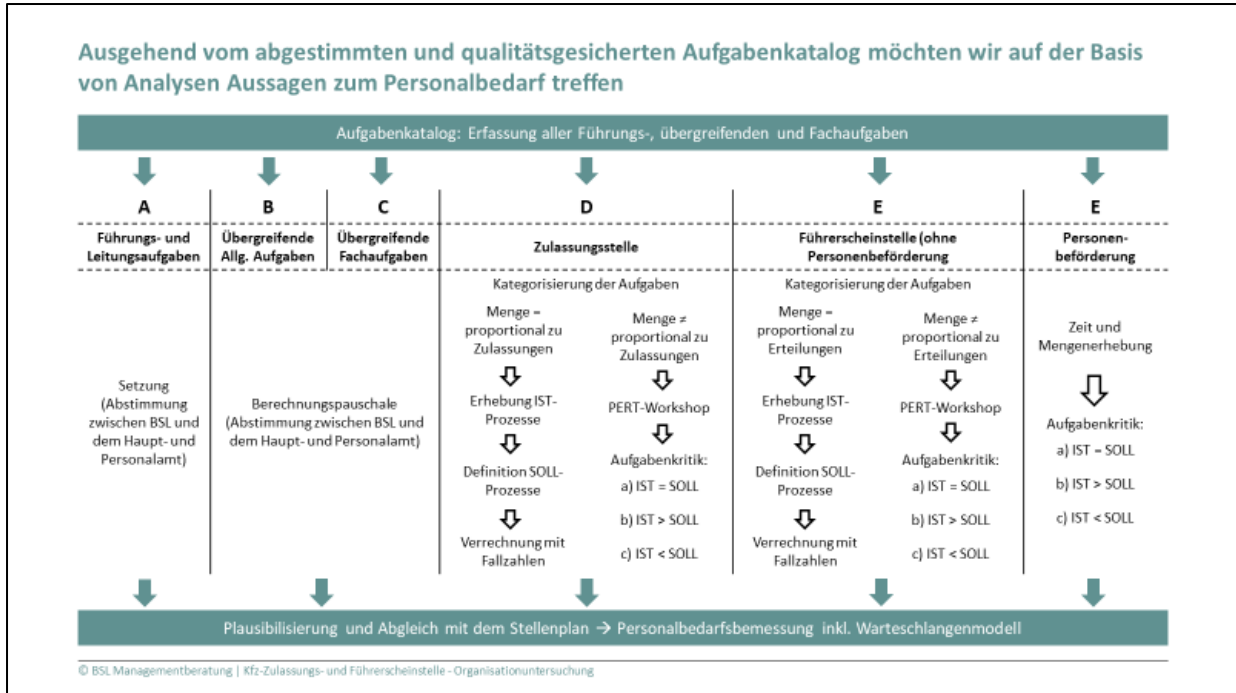 Ausgehend vom abgestimmten und qualitätsgesicherten Aufgabenkatalog möchten wir auf der Basis
von Analysen Aussagen zum Personalbedarf treffen
Aufgabenkatalog: Erfassung aller Führungs-, übergreifenden und Fachaufgaben
A
Führungs- und
Leitungsaufgaben
Setzung
(Abstimmung
zwischen BSL und
dem Haupt- und
Personalamt)
B
Übergreifende
Allg. Aufgaben
C
Übergreifende
Fachaufgaben
Berechnungspauschale
(Abstimmung zwischen BSL und
dem Haupt- und Personalamt)
D
Zulassungsstelle
Kategorisierung der Aufgaben
Menge =
proportional zu
Zulassungen
Erhebung IST-
Prozesse
Definition SOLL-
Prozesse
Verrechnung mit
Fallzahlen
Menge ≠
proportional zu
Zulassungen
PERT-Workshop
Aufgabenkritik:
a) IST = SOLL
b) IST > SOLL
c) IST < SOLL
E
Führerscheinstelle (ohne
Personenbeförderung
Kategorisierung der Aufgaben
Menge =
proportional zu
Erteilungen
Erhebung IST-
Prozesse
Definition SOLL-
Prozesse
Verrechnung mit
Fallzahlen
Menge ≠
proportional zu
Erteilungen
PERT-Workshop
Aufgabenkritik:
a) IST = SOLL
b) IST > SOLL
c) IST < SOLL
E
Personen-
beförderung
Zeit und
Mengenerhebung
Aufgabenkritik:
a) IST = SOLL
b) IST > SOLL
c) IST < SOLL
Plausibilisierung und Abgleich mit dem Stellenplan → Personalbedarfsbemessung inkl. Warteschlangenmodell
© BSL Managementberatung | Kfz-Zulassungs- und Führerscheinstelle - Organisationuntersuchung